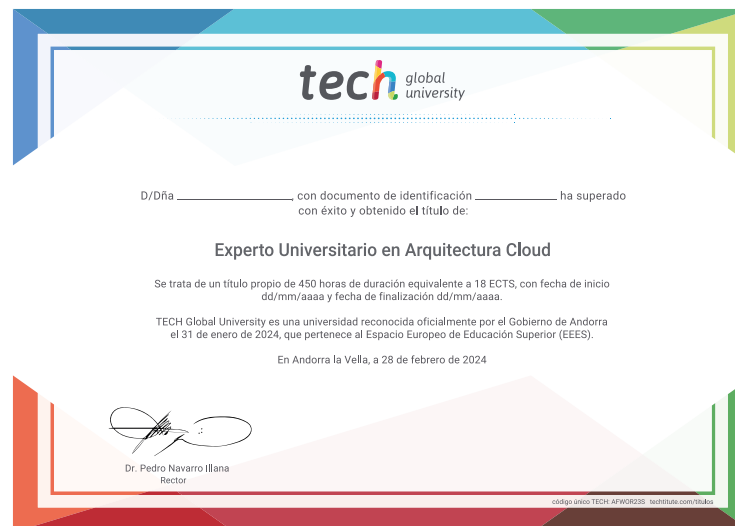 tech global
university
D/Dña ____________, con documento de identificación ____________ ha superado
con éxito y obtenido el título de:
Experto Universitario en Arquitectura Cloud
Se trata de un título propio de 450 horas de duración equivalente a 18 ECTS, con fecha de inicio
dd/mm/aaaa y fecha de finalización dd/mm/aaaa.
TECH Global University es una universidad reconocida oficialmente por el Gobierno de Andorra
el 31 de enero de 2024, que pertenece al Espacio Europeo de Educación Superior (EEES).
En Andorra la Vella, a 28 de febrero de 2024
Dr. Pedro Navarro Illana
Rector
código único TECH: AFWOR23S techtitute.com/titulos